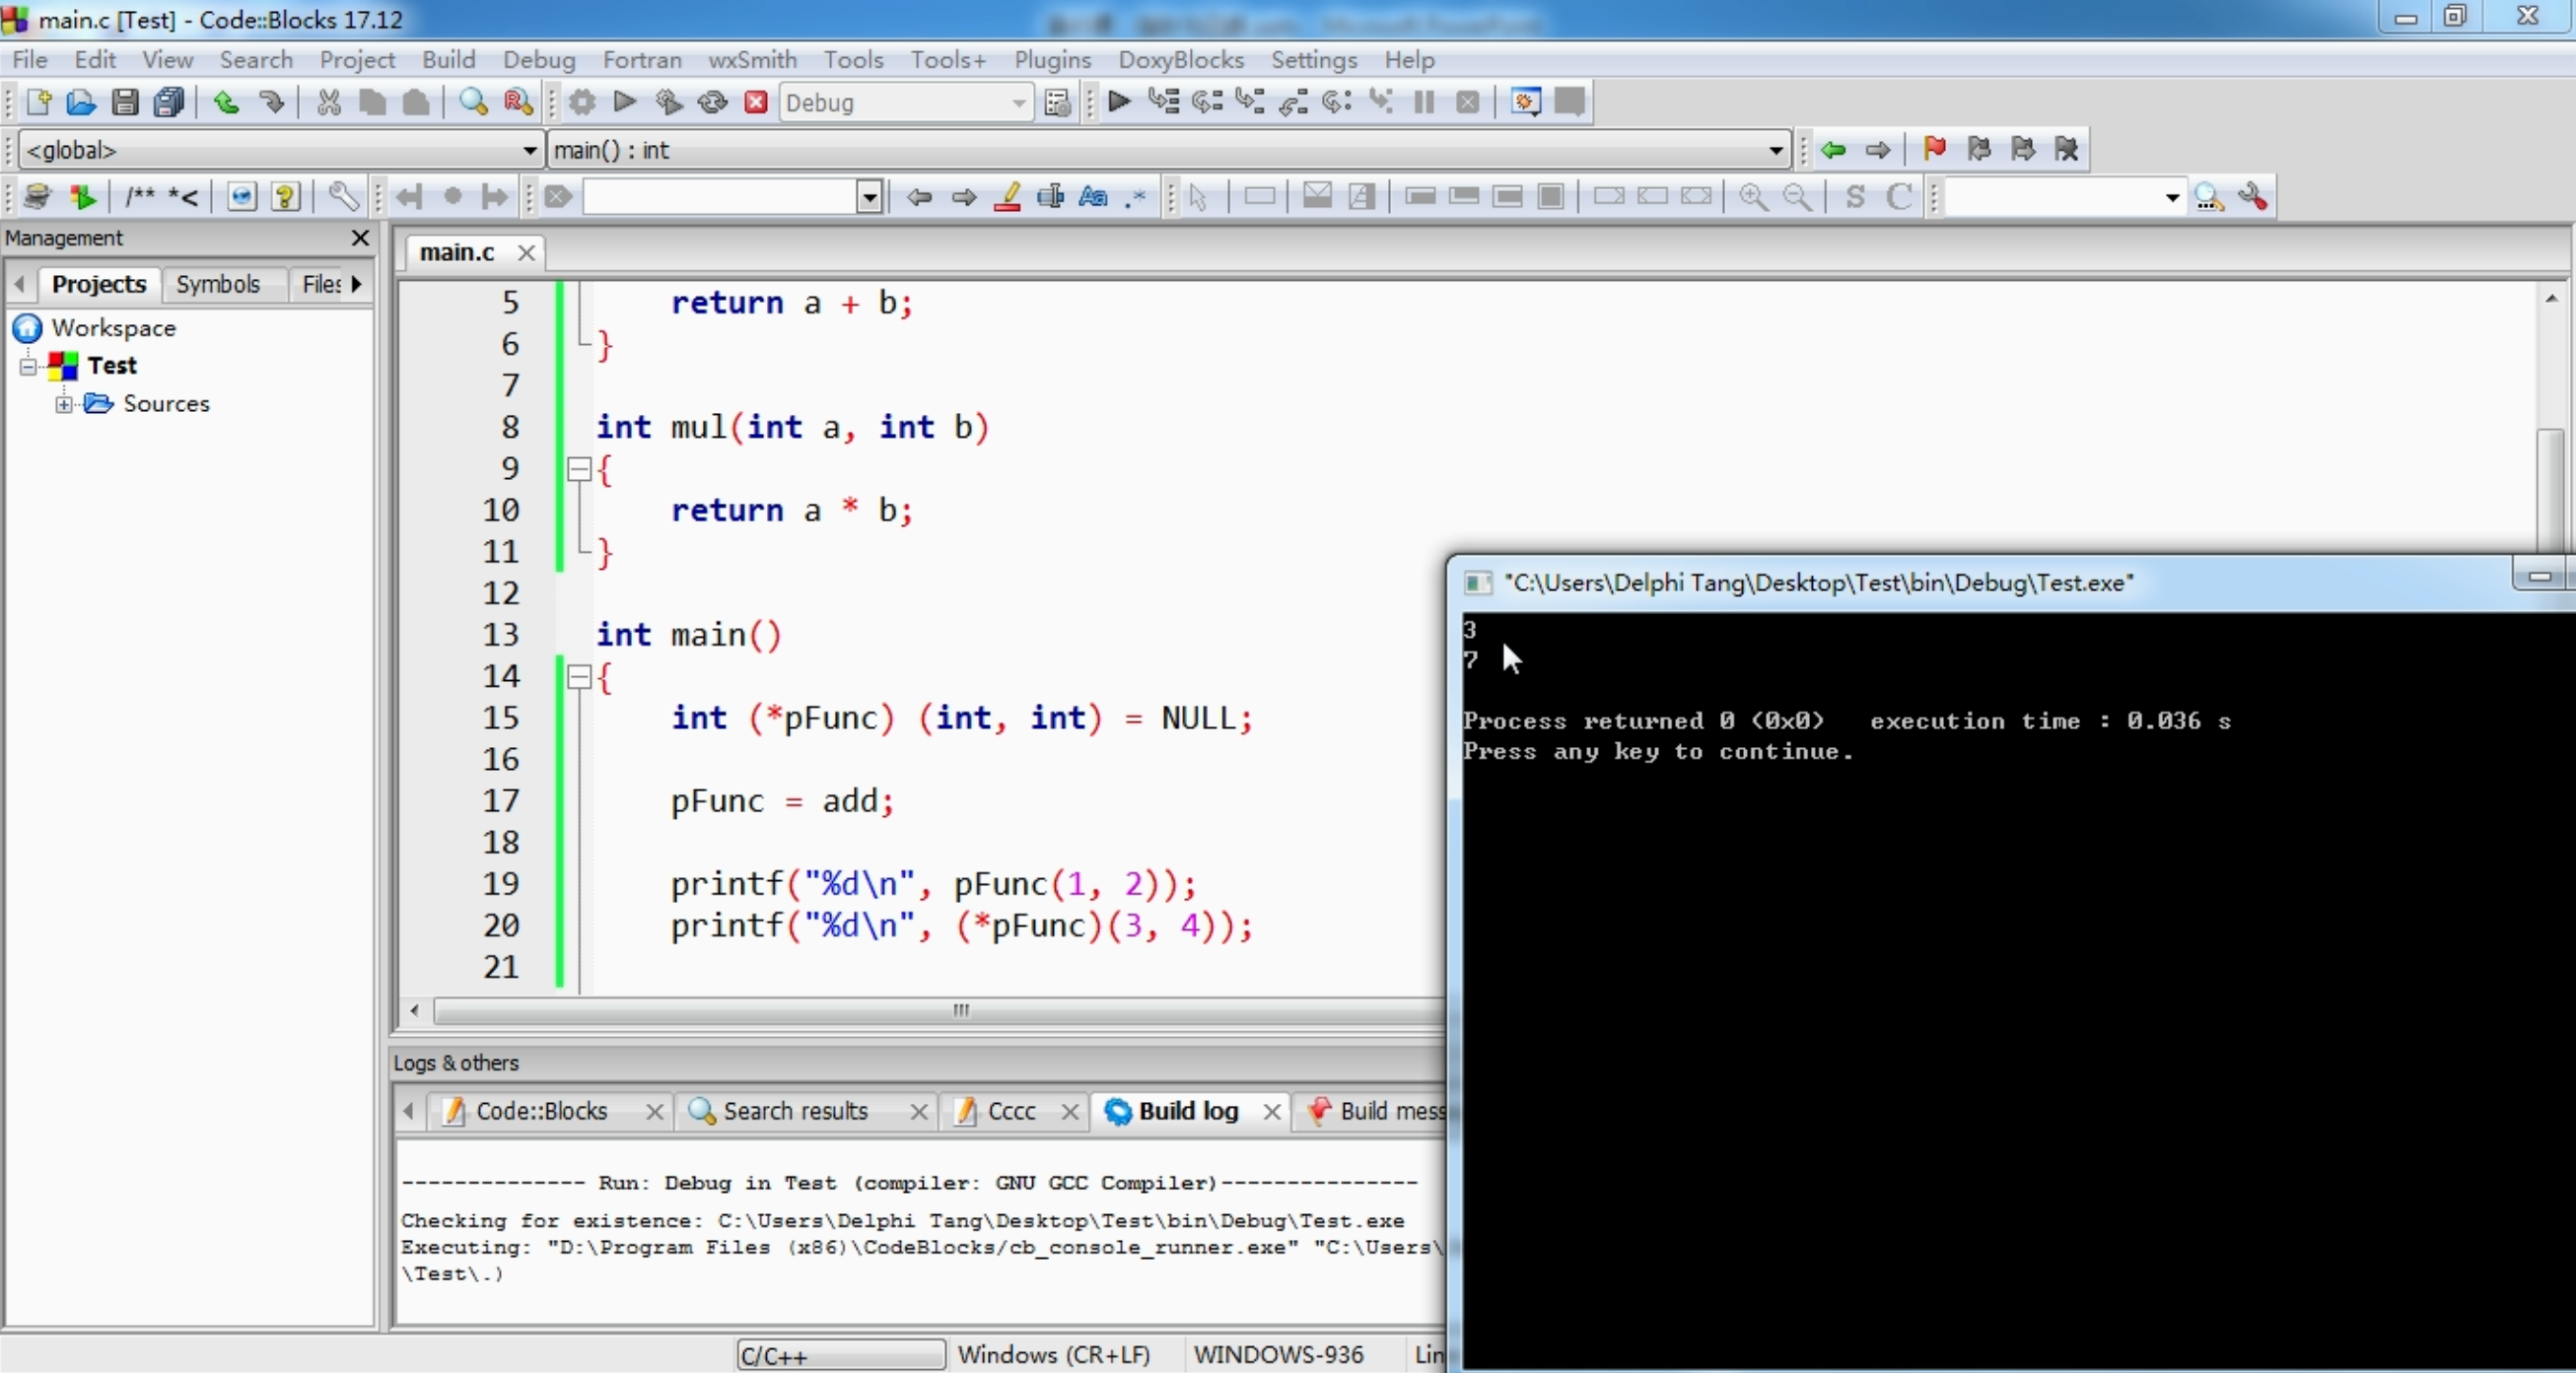 main.c [Test] - Code::Blocks 17.12
File Edit View Search Project Build Debug Fortran wxSmith Tools Tools+ Plugins DoxyBlocks Settings Help
Debug
<global> main() : int
/** *<
Aa .* S C
Management
main.c
Projects Symbols Files
Workspace
Test
Sources
5 return a + b;
6 }
7
8 int mul(int a, int b)
9 {
10 return a * b;
11 }
12
13 int main()
14 {
15 int (*pFunc) (int, int) = NULL;
16
17 pFunc = add;
18
19 printf("%d\n", pFunc(1, 2));
20 printf("%d\n", (*pFunc)(3, 4));
21
"C:\Users\Delphi Tang\Desktop\Test\bin\Debug\Test.exe"
3
7
Process returned 0 (0x0) execution time : 0.036 s
Press any key to continue.
Logs & others
Code::Blocks Search results Cccc Build log Build mess
-------------- Run: Debug in Test (compiler: GNU GCC Compiler)---------------
Checking for existence: C:\Users\Delphi Tang\Desktop\Test\bin\Debug\Test.exe
Executing: "D:\Program Files (x86)\CodeBlocks/cb_console_runner.exe" "C:\Users\
\Test\.)
C/C++ Windows (CR+LF) WINDOWS-936 Lin